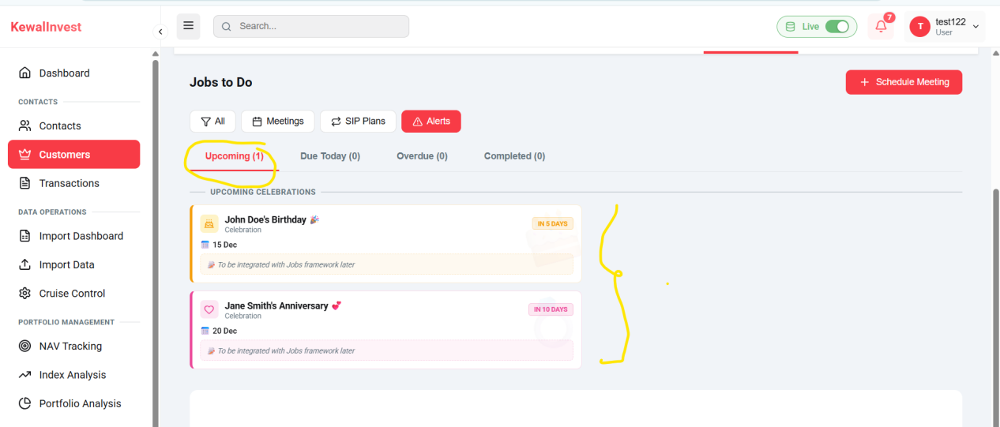 KewalInvest
Search...
Live
7
T
test122
User
Dashboard
CONTACTS
Contacts
Customers
Transactions
DATA OPERATIONS
Import Dashboard
Import Data
Cruise Control
PORTFOLIO MANAGEMENT
NAV Tracking
Index Analysis
Portfolio Analysis
Jobs to Do
+ Schedule Meeting
All
Meetings
SIP Plans
Alerts
Upcoming (1)
Due Today (0)
Overdue (0)
Completed (0)
UPCOMING CELEBRATIONS
John Doe's Birthday 🎉
IN 5 DAYS
Celebration
15 Dec
To be integrated with Jobs framework later
Jane Smith's Anniversary 💕
IN 10 DAYS
Celebration
20 Dec
To be integrated with Jobs framework later